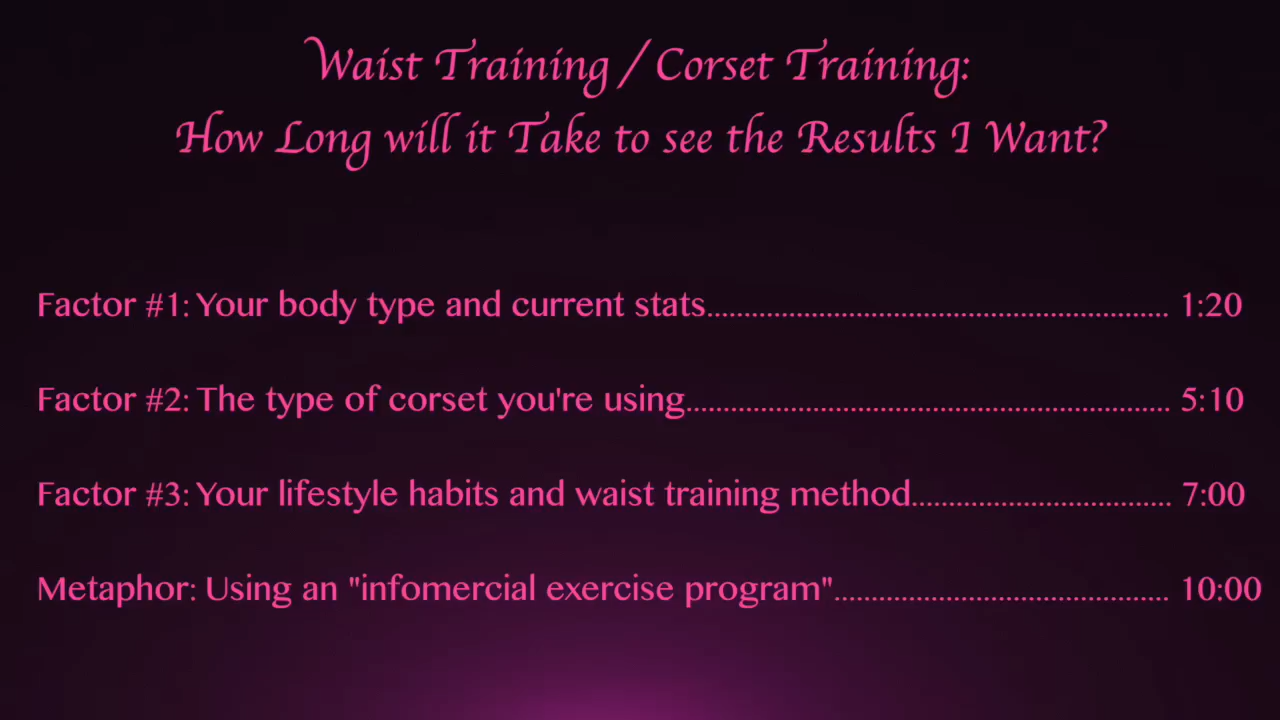 Waist Training / Corset Training:
How Long will it Take to see the Results I Want?
Factor #1: Your body type and current stats.............................................................. 1:20
Factor #2: The type of corset you're using................................................................. 5:10
Factor #3: Your lifestyle habits and waist training method................................... 7:00
Metaphor: Using an "infomercial exercise program"............................................. 10:00